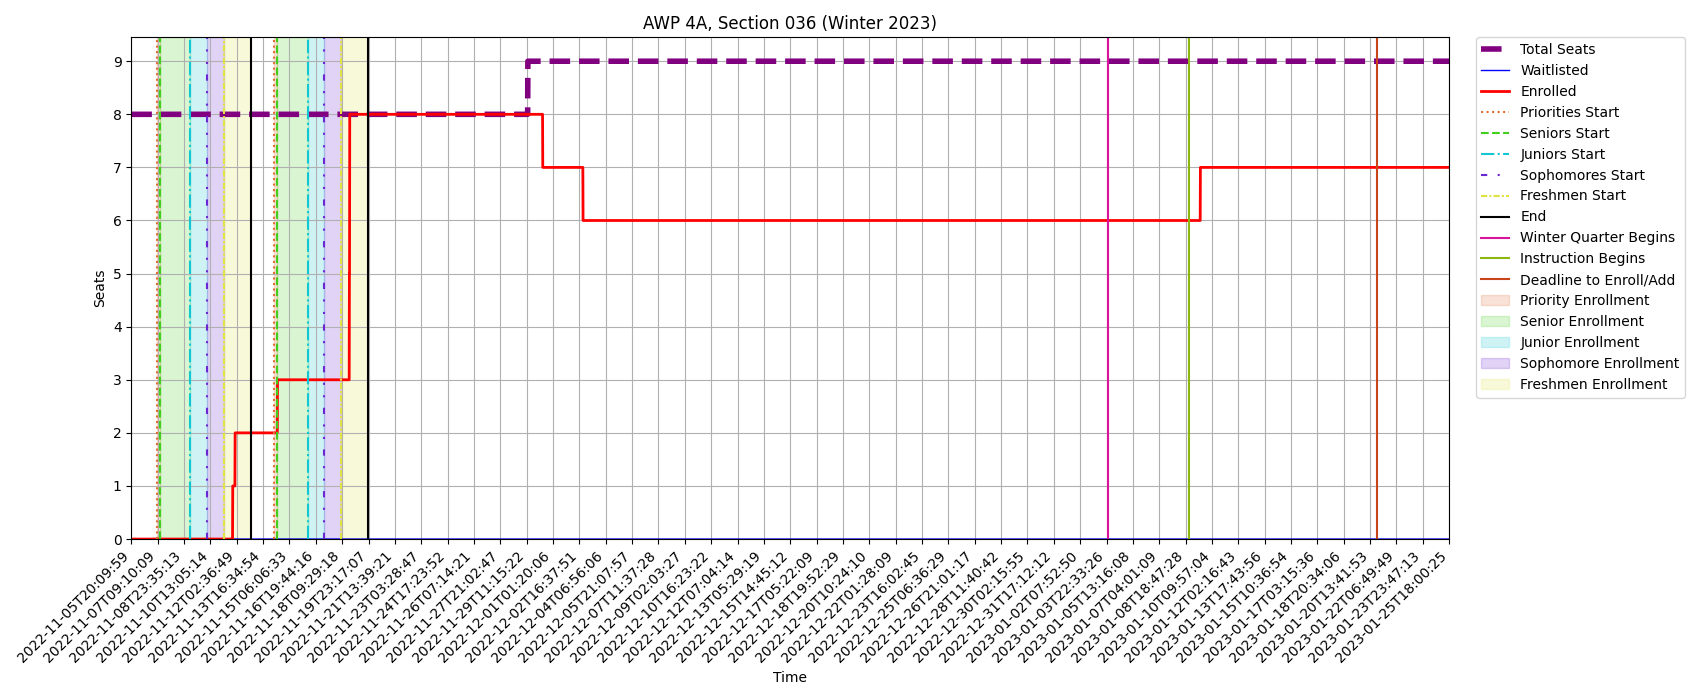 AWP 4A, Section 036 (Winter 2023)
Seats
9
8
7
6
5
4
3
2
1
0
2022-11-05T20:09:59
2022-11-07T09:10:09
2022-11-08T23:35:13
2022-11-10T13:05:14
2022-11-12T02:36:49
2022-11-13T16:34:54
2022-11-15T06:06:33
2022-11-16T19:44:16
2022-11-18T09:29:18
2022-11-19T23:17:07
2022-11-21T13:39:21
2022-11-23T03:28:47
2022-11-24T17:23:52
2022-11-26T07:14:21
2022-11-27T21:02:47
2022-11-29T11:15:22
2022-12-01T01:20:06
2022-12-02T16:37:51
2022-12-04T06:56:06
2022-12-05T21:07:57
2022-12-07T11:37:28
2022-12-09T02:03:27
2022-12-10T16:23:22
2022-12-12T07:04:14
2022-12-13T05:29:19
2022-12-15T14:45:12
2022-12-17T05:22:09
2022-12-18T19:52:29
2022-12-20T10:24:10
2022-12-22T01:28:09
2022-12-23T16:02:45
2022-12-25T06:36:29
2022-12-26T21:01:17
2022-12-28T11:40:42
2022-12-30T02:15:55
2022-12-31T17:12:12
2023-01-02T07:52:50
2023-01-03T22:33:26
2023-01-05T13:16:08
2023-01-07T04:01:09
2023-01-08T18:47:28
2023-01-10T09:57:04
2023-01-12T02:16:43
2023-01-13T17:43:56
2023-01-15T10:36:54
2023-01-17T03:15:36
2023-01-18T20:34:06
2023-01-20T13:41:53
2023-01-22T06:49:49
2023-01-23T23:47:13
2023-01-25T18:00:25
Time
Total Seats
Waitlisted
Enrolled
Priorities Start
Seniors Start
Juniors Start
Sophomores Start
Freshmen Start
End
Winter Quarter Begins
Instruction Begins
Deadline to Enroll/Add
Priority Enrollment
Senior Enrollment
Junior Enrollment
Sophomore Enrollment
Freshmen Enrollment